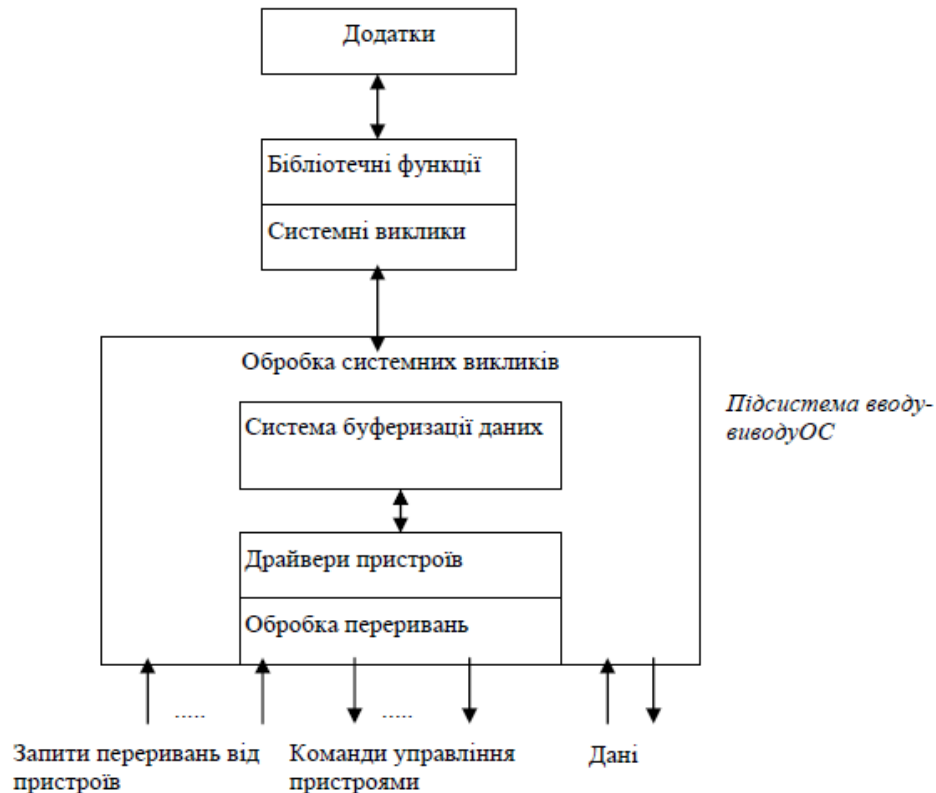 Додатки
Бібліотечні функції
Системні виклики
Обробка системних викликів
Система буферизації даних
Підсистема вводу-
виводуОС
Драйвери пристроїв
Обробка переривань
..... .....
Запити переривань від
пристроїв
Команди управління
пристроями
Дані